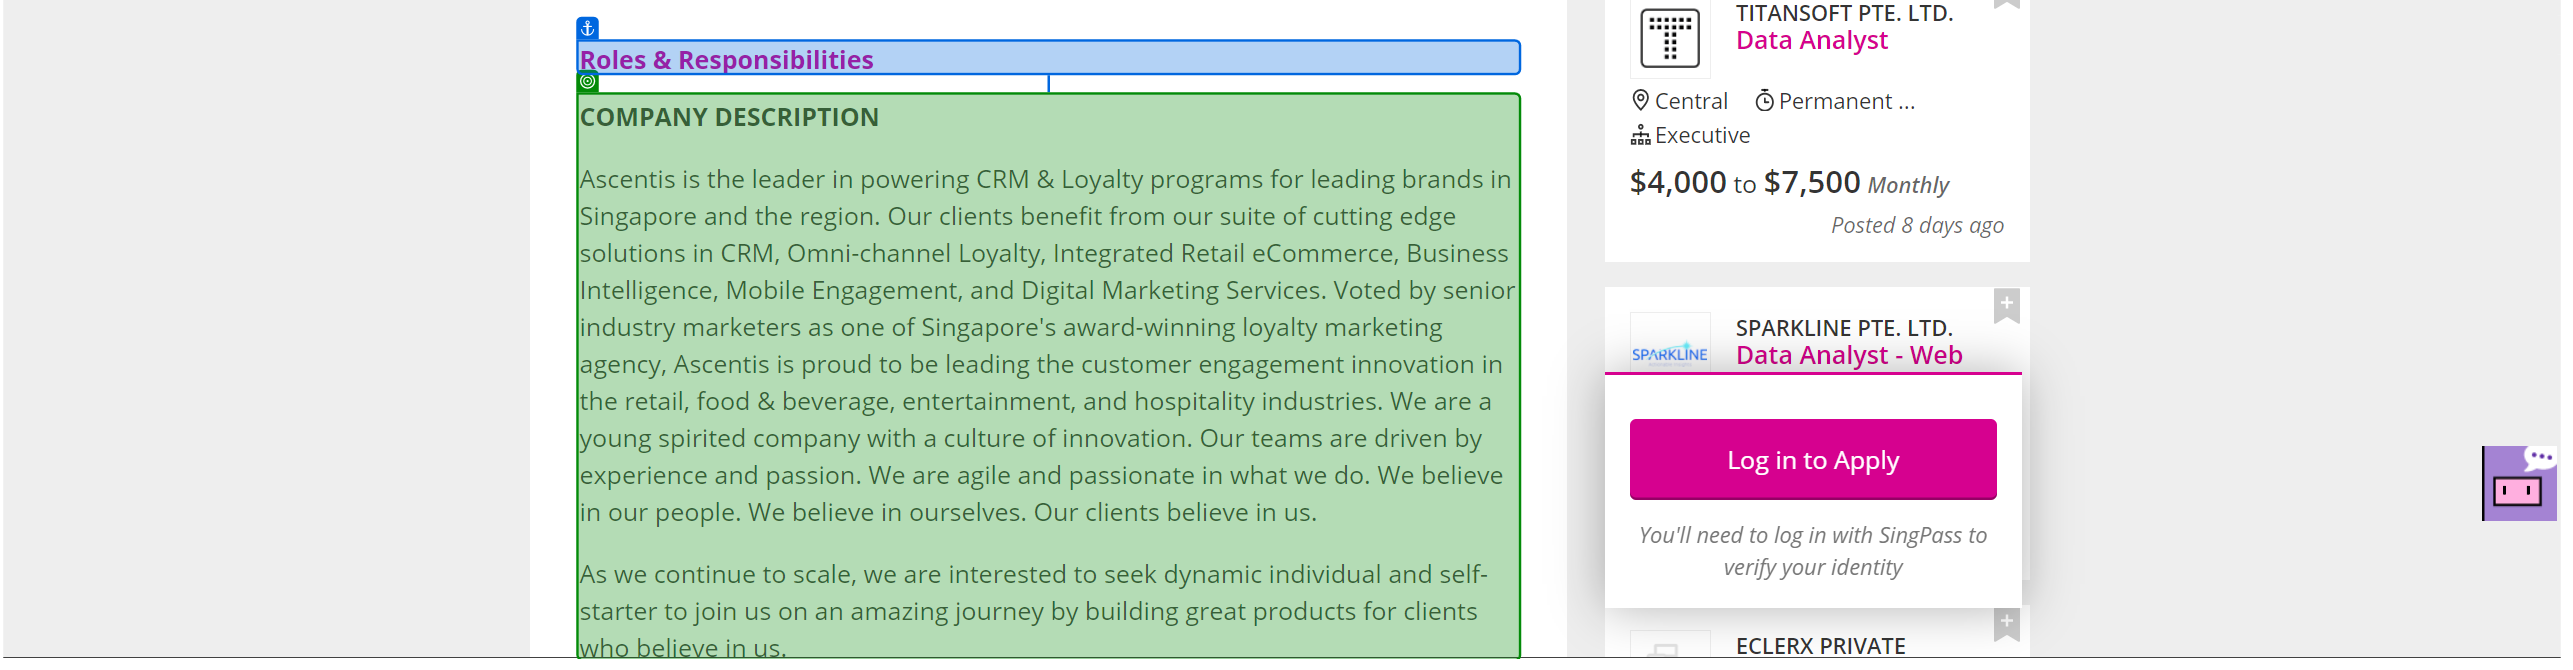 Roles & Responsibilities
COMPANY DESCRIPTION
Ascentis is the leader in powering CRM & Loyalty programs for leading brands in
Singapore and the region. Our clients benefit from our suite of cutting edge
solutions in CRM, Omni-channel Loyalty, Integrated Retail eCommerce, Business
Intelligence, Mobile Engagement, and Digital Marketing Services. Voted by senior
industry marketers as one of Singapore's award-winning loyalty marketing
agency, Ascentis is proud to be leading the customer engagement innovation in
the retail, food & beverage, entertainment, and hospitality industries. We are a
young spirited company with a culture of innovation. Our teams are driven by
experience and passion. We are agile and passionate in what we do. We believe
in our people. We believe in ourselves. Our clients believe in us.
As we continue to scale, we are interested to seek dynamic individual and self-
starter to join us on an amazing journey by building great products for clients
who believe in us.
TITANSOFT PTE. LTD.
Data Analyst
Central Permanent ...
Executive
$4,000 to $7,500 Monthly
Posted 8 days ago
SPARKLINE PTE. LTD.
SPARKLINE
Data Analyst - Web
Log in to Apply
You'll need to log in with SingPass to
verify your identity
ECLERX PRIVATE